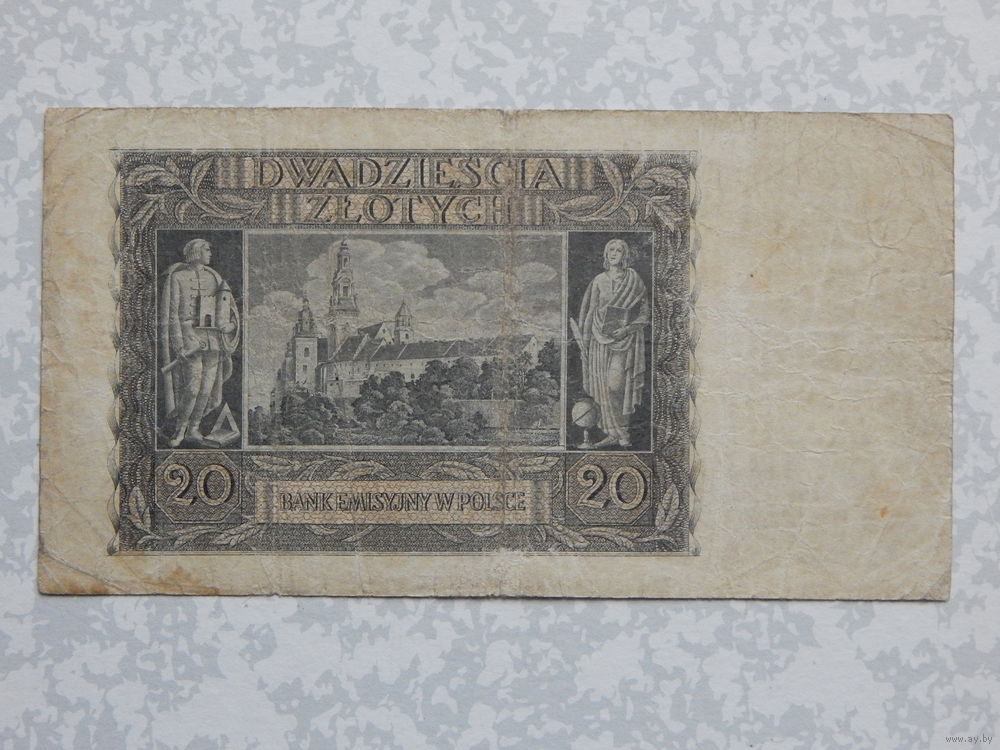 DWADZIEŚCIA
ZŁOTYCH
20
BANK EMISYJNY W POLSCE
20
www.ay.by